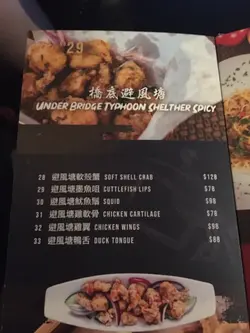 29
橋底避風塘
UNDER BRIDGE TYPHOON SHELTHER SPICY
28 避風塘軟殼蟹 SOFT SHELL CRAB $128
29 避風塘墨魚咀 CUTTLEFISH LIPS $78
30 避風塘魷魚鬚 SQUID $98
31 避風塘雞軟骨 CHICKEN CARTILAGE $78
32 避風塘雞翼 CHICKEN WINGS $98
33 避風塘鴨舌 DUCK TONGUE $88